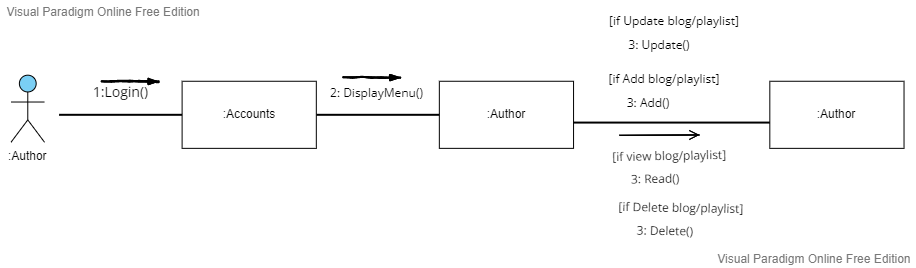 Visual Paradigm Online Free Edition
[if Update blog/playlist]
3: Update()
[if Add blog/playlist]
3: Add()
1:Login()
2: DisplayMenu()
:Accounts
:Author
:Author
:Author
[if view blog/playlist]
3: Read()
[if Delete blog/playlist]
3: Delete()
Visual Paradigm Online Free Edition